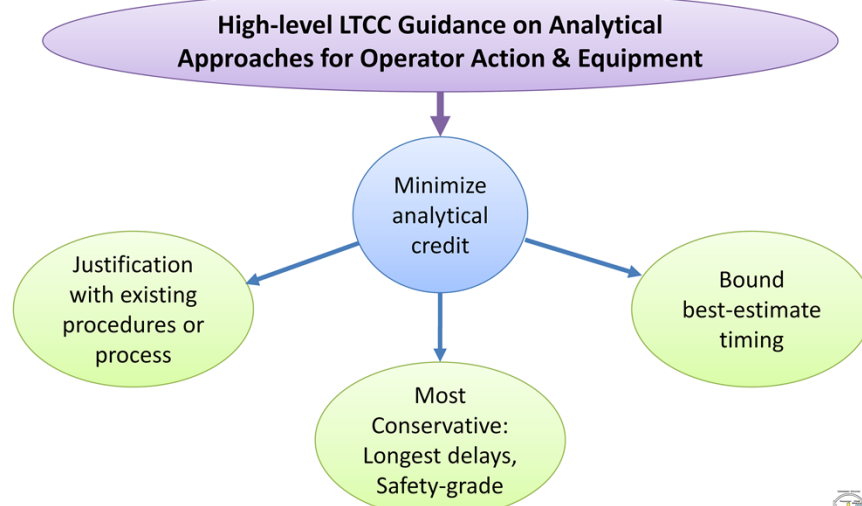 High-level LTCC Guidance on Analytical
Approaches for Operator Action & Equipment
Minimize
analytical
credit
Justification
with existing
procedures or
process
Most
Conservative:
Longest delays,
Safety-grade
Bound
best-estimate
timing